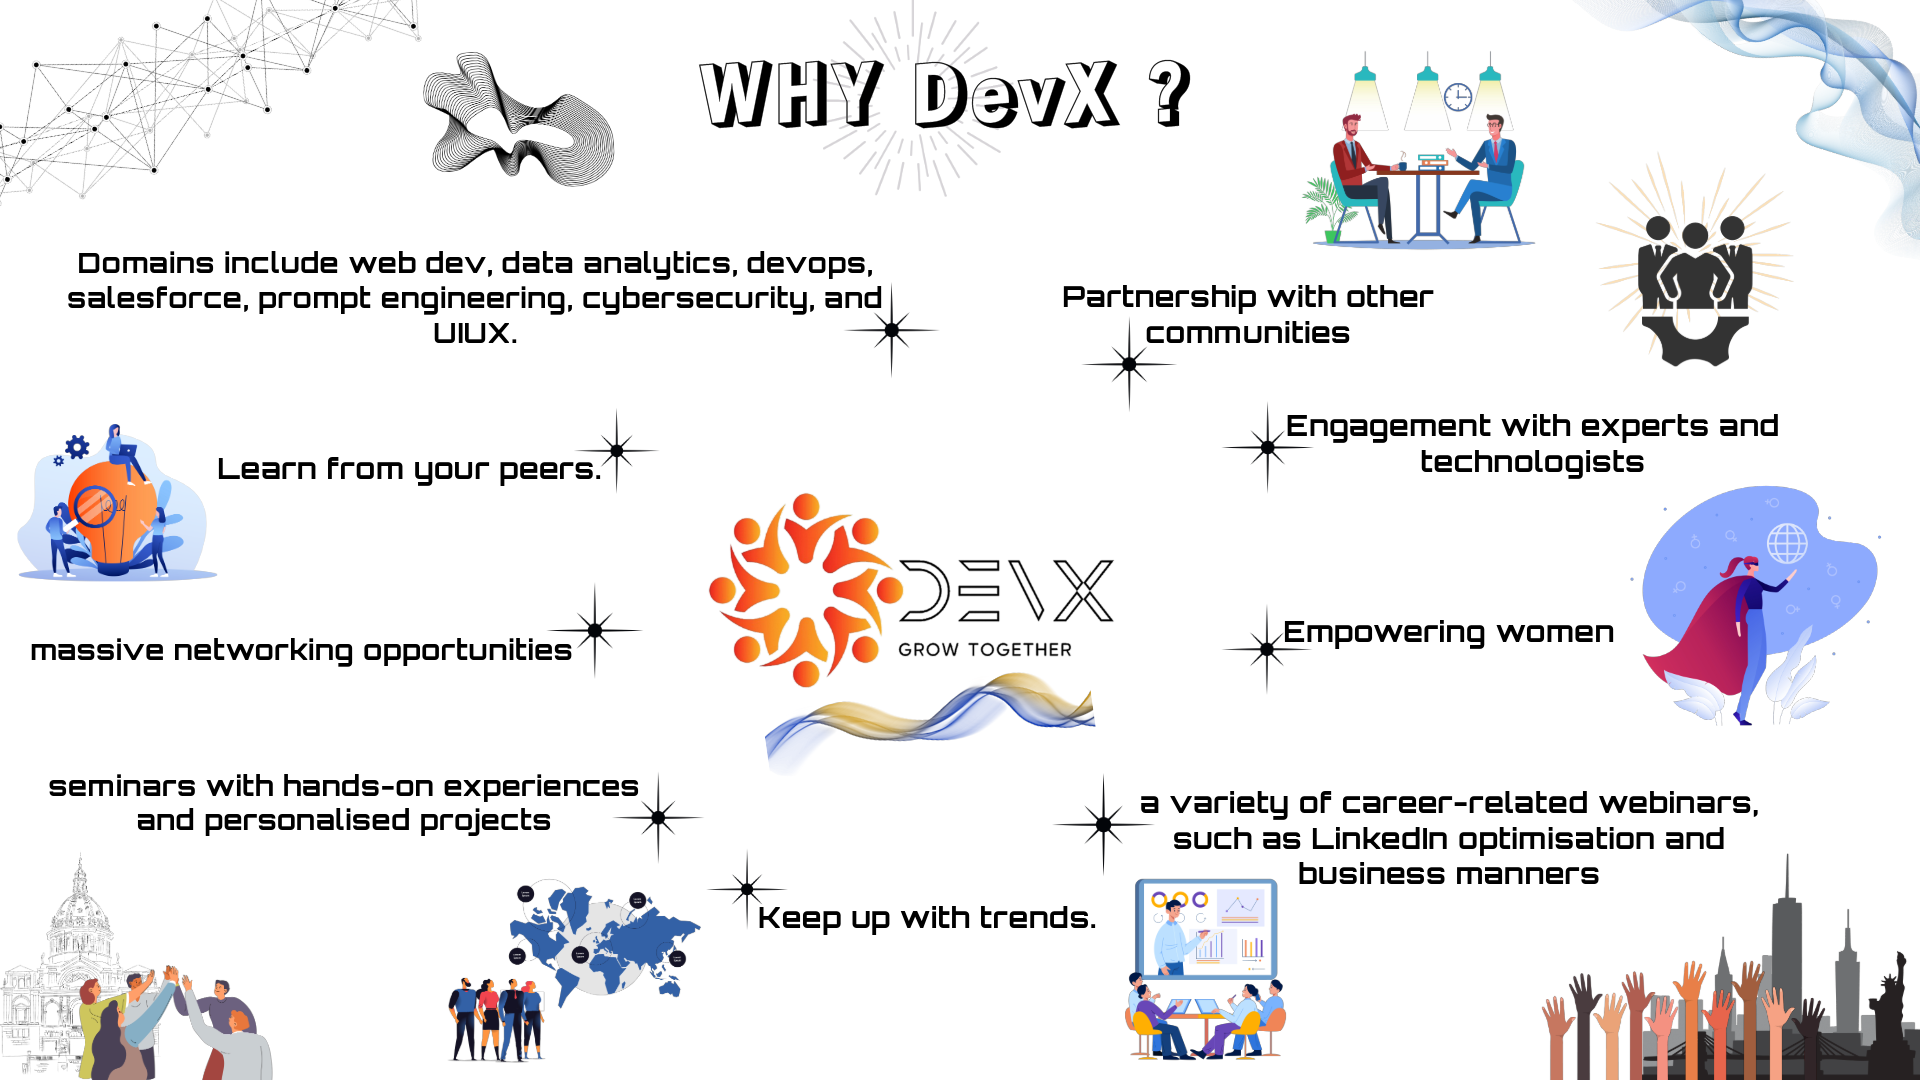 WHY DevX ?
Domains include web dev, data analytics, devops,
salesforce, prompt engineering, cybersecurity, and
UIUX.
Partnership with other
communities
Engagement with experts and
technologists
Learn from your peers.
DEVX
GROW TOGETHER
massive networking opportunities
Empowering women
seminars with hands-on experiences
and personalised projects
a variety of career-related webinars,
such as LinkedIn optimisation and
business manners
Keep up with trends.